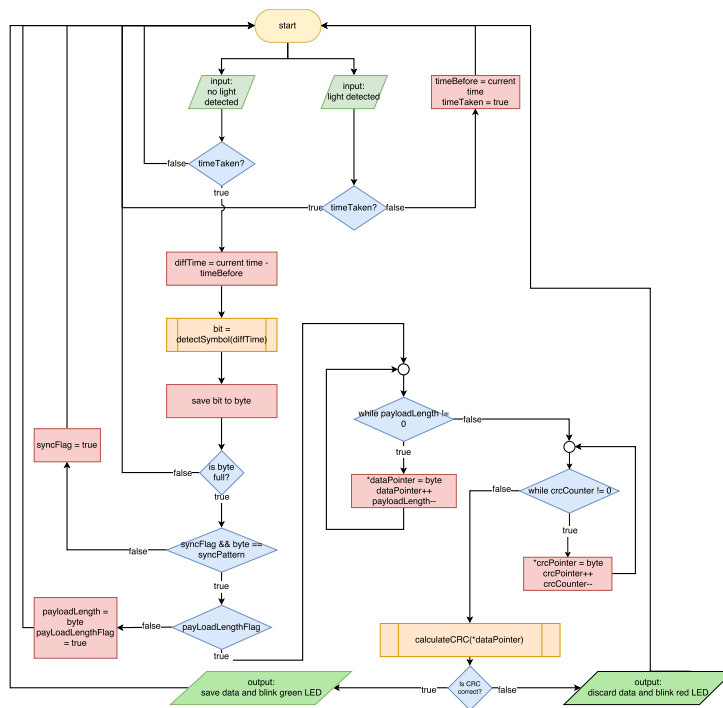 start
input:
no light
detected
input:
light detected
timeBefore = current
time
timeTaken = true
false
timeTaken?
true
true
timeTaken?
false
diffTime = current time -
timeBefore
bit =
detectSymbol(diffTime)
save bit to byte
while payloadLength !=
0
false
true
syncFlag = true
false
is byte
full?
true
*dataPointer = byte
dataPointer++
payloadLength--
false
while crcCounter != 0
true
false
syncFlag && byte ==
syncPattern
true
*crcPointer = byte
crcPointer++
crcCounter--
payloadLength =
byte
payLoadLengthFlag
= true
false
payLoadLengthFlag
true
calculateCRC(*dataPointer)
output:
save data and blink green LED
true
Is CRC
correct?
false
output:
discard data and blink red LED